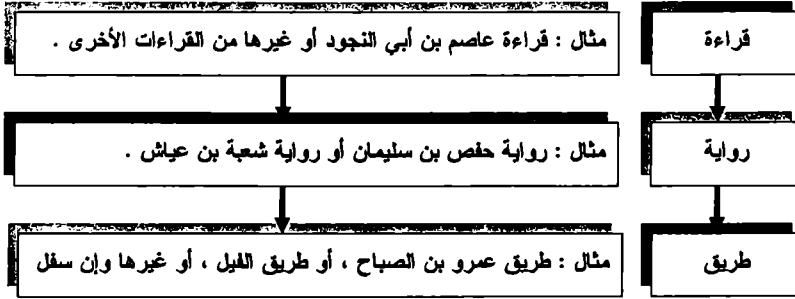 قراءة
مثال : قراءة عاصم بن أبي النجود أو غيرها من القراءات الأخرى .
رواية
مثال : رواية حفص بن سليمان أو رواية شعبة بن عياش .
طريق
مثال : طريق عمرو بن الصباح ، أو طريق الفيل ، أو غيرها وإن سفل